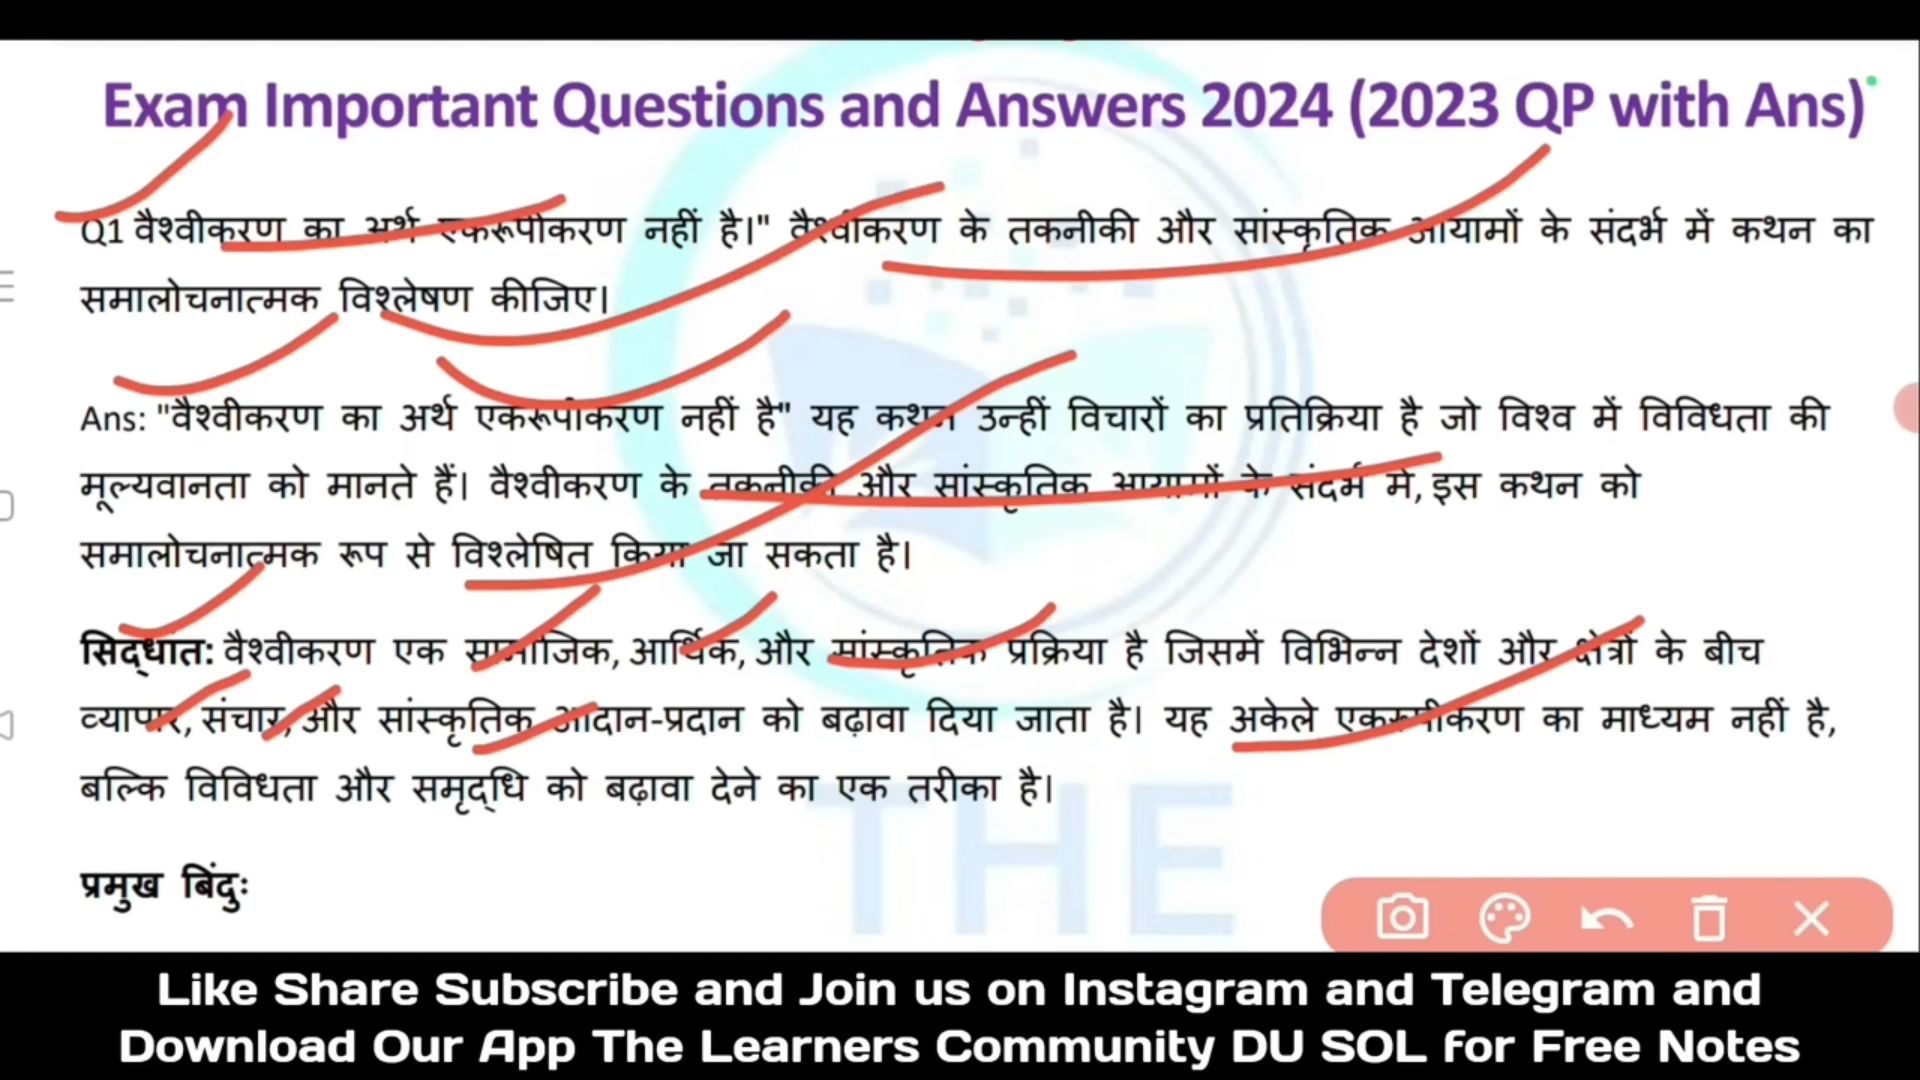 Exam Important Questions and Answers 2024 (2023 QP with Ans)
Q1 वैश्वीकरण का अर्थ एकरूपीकरण नहीं है।" वैश्वीकरण के तकनीकी और सांस्कृतिक आयामों के संदर्भ में कथन का
समालोचनात्मक विश्लेषण कीजिए।
Ans: "वैश्वीकरण का अर्थ एकरूपीकरण नहीं है" यह कथन उन्हीं विचारों का प्रतिक्रिया है जो विश्व में विविधता की
मूल्यवानता को मानते हैं। वैश्वीकरण के तकनीकी और सांस्कृतिक आयामों के संदर्भ में, इस कथन को
समालोचनात्मक रूप से विश्लेषित किया जा सकता है।
सिद्धांत: वैश्वीकरण एक सामाजिक, आर्थिक, और सांस्कृतिक प्रक्रिया है जिसमें विभिन्न देशों और क्षेत्रों के बीच
व्यापार, संचार, और सांस्कृतिक आदान-प्रदान को बढ़ावा दिया जाता है। यह अकेले एकरूपीकरण का माध्यम नहीं है,
बल्कि विविधता और समृद्धि को बढ़ावा देने का एक तरीका है।
THE
प्रमुख बिंदुः
Like Share Subscribe and Join us on Instagram and Telegram and
Download Our App The Learners Community DU SOL for Free Notes